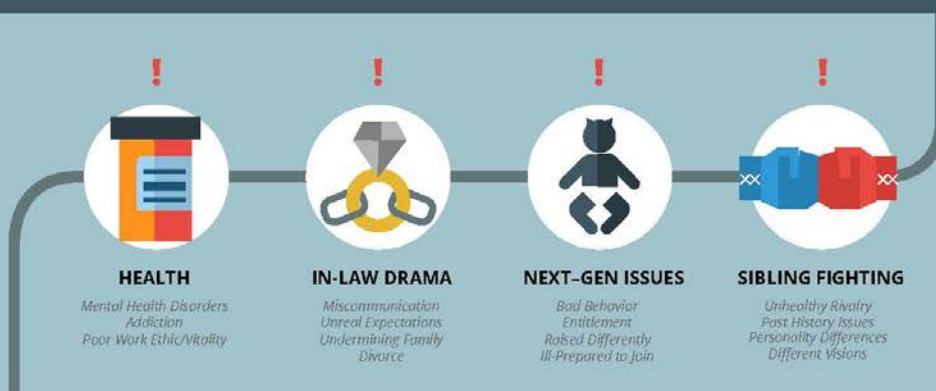 !
!
!
!
HEALTH
Mental Health Disorders
Addiction
Poor Work Ethic/Vitality
IN-LAW DRAMA
Miscommunication
Unreal Expectations
Undermining Family
Divorce
NEXT–GEN ISSUES
Bad Behavior
Entitlement
Raised Differently
Ill-Prepared to Join
SIBLING FIGHTING
Unhealthy Rivalry
Past History Issues
Personality Differences
Different Visions